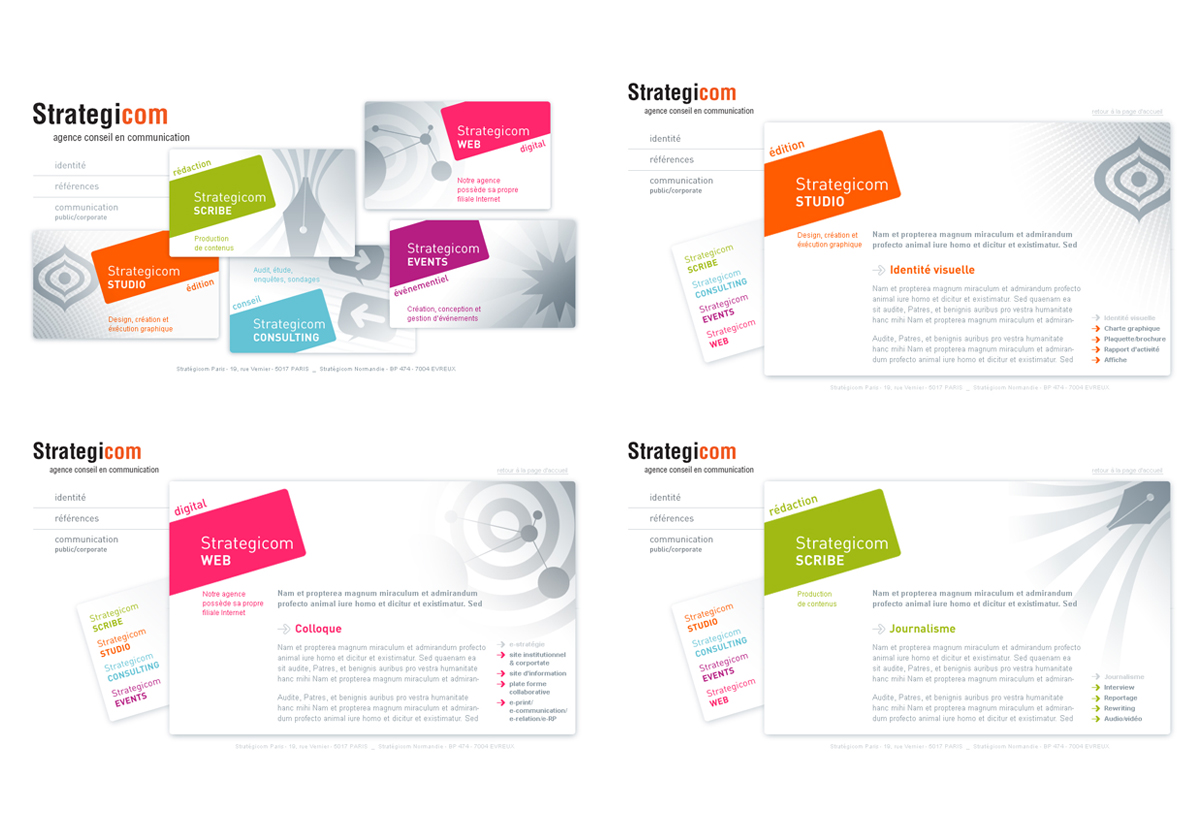 Strategicom
agence conseil en communication
identité
références
communication
public/corporate
rédaction
Strategicom
SCRIBE
Production
de contenus
Strategicom
WEB
digital
Notre agence
possède sa propre
filiale Internet
Strategicom
STUDIO
édition
Design, création et
éxécution graphique
Audit, étude,
enquêtes, sondages
conseil
Strategicom
CONSULTING
Strategicom
EVENTS
évènementiel
Création, conception et
gestion d'événements
Stratégicom Paris - 19, rue Vernier - 5017 PARIS _ Stratégicom Normandie - BP 474 - 7004 EVREUX
Strategicom
agence conseil en communication
retour à la page d'accueil
identité
références
communication
public/corporate
édition
Strategicom
STUDIO
Design, création et
éxécution graphique
Nam et propterea magnum miraculum et admirandum
profecto animal iure homo et dicitur et existimatur. Sed
Identité visuelle
Nam et propterea magnum miraculum et admirandum profecto
animal iure homo et dicitur et existimatur. Sed quaenam ea
sit audite, Patres, et benignis auribus pro vestra humanitate
hanc mihi Nam et propterea magnum miraculum et admiran-
Audite, Patres, et benignis auribus pro vestra humanitate
hanc mihi Nam et propterea magnum miraculum et admiran-
dum profecto animal iure homo et dicitur et existimatur. Sed
Identité visuelle
Charte graphique
Plaquette/brochure
Rapport d'activité
Affiche
Strategicom
SCRIBE
Strategicom
CONSULTING
Strategicom
EVENTS
Strategicom
WEB
Stratégicom Paris - 19, rue Vernier - 5017 PARIS _ Stratégicom Normandie - BP 474 - 7004 EVREUX
Strategicom
agence conseil en communication
retour à la page d'accueil
identité
références
communication
public/corporate
digital
Strategicom
WEB
Notre agence
possède sa propre
filiale Internet
Nam et propterea magnum miraculum et admirandum
profecto animal iure homo et dicitur et existimatur. Sed
Colloque
Nam et propterea magnum miraculum et admirandum profecto
animal iure homo et dicitur et existimatur. Sed quaenam ea
sit audite, Patres, et benignis auribus pro vestra humanitate
hanc mihi Nam et propterea magnum miraculum et admiran-
Audite, Patres, et benignis auribus pro vestra humanitate
hanc mihi Nam et propterea magnum miraculum et admiran-
dum profecto animal iure homo et dicitur et existimatur. Sed
e-stratégie
site institutionnel
& corportate
site d'information
plate forme
collaborative
e-print/
e-communication/
e-relation/e-RP
Strategicom
SCRIBE
Strategicom
STUDIO
Strategicom
CONSULTING
Strategicom
EVENTS
Stratégicom Paris - 19, rue Vernier - 5017 PARIS _ Stratégicom Normandie - BP 474 - 7004 EVREUX
Strategicom
agence conseil en communication
retour à la page d'accueil
identité
références
communication
public/corporate
rédaction
Strategicom
SCRIBE
Production
de contenus
Nam et propterea magnum miraculum et admirandum
profecto animal iure homo et dicitur et existimatur. Sed
Journalisme
Nam et propterea magnum miraculum et admirandum profecto
animal iure homo et dicitur et existimatur. Sed quaenam ea
sit audite, Patres, et benignis auribus pro vestra humanitate
hanc mihi Nam et propterea magnum miraculum et admiran-
Audite, Patres, et benignis auribus pro vestra humanitate
hanc mihi Nam et propterea magnum miraculum et admiran-
dum profecto animal iure homo et dicitur et existimatur. Sed
Journalisme
Interview
Reportage
Rewriting
Audio/vidéo
Strategicom
STUDIO
Strategicom
CONSULTING
Strategicom
EVENTS
Strategicom
WEB
Stratégicom Paris - 19, rue Vernier - 5017 PARIS _ Stratégicom Normandie - BP 474 - 7004 EVREUX